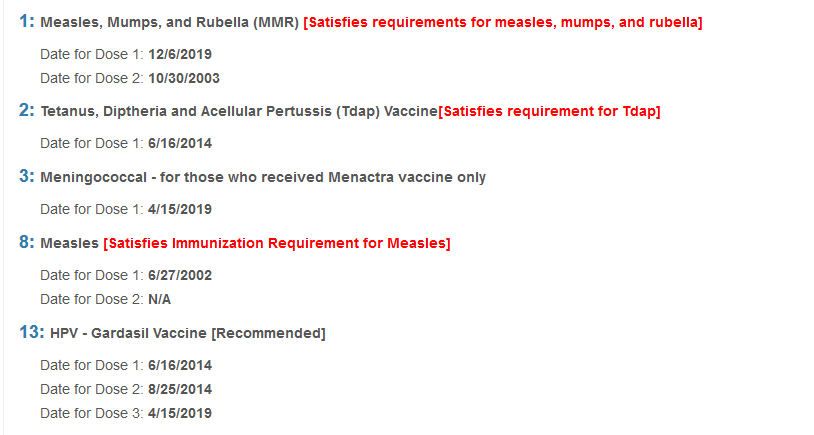 1: Measles, Mumps, and Rubella (MMR) [Satisfies requirements for measles, mumps, and rubella]
Date for Dose 1: 12/6/2019
Date for Dose 2: 10/30/2003
2: Tetanus, Diptheria and Acellular Pertussis (Tdap) Vaccine[Satisfies requirement for Tdap]
Date for Dose 1: 6/16/2014
3: Meningococcal - for those who received Menactra vaccine only
Date for Dose 1: 4/15/2019
8: Measles [Satisfies Immunization Requirement for Measles]
Date for Dose 1: 6/27/2002
Date for Dose 2: N/A
13: HPV - Gardasil Vaccine [Recommended]
Date for Dose 1: 6/16/2014
Date for Dose 2: 8/25/2014
Date for Dose 3: 4/15/2019